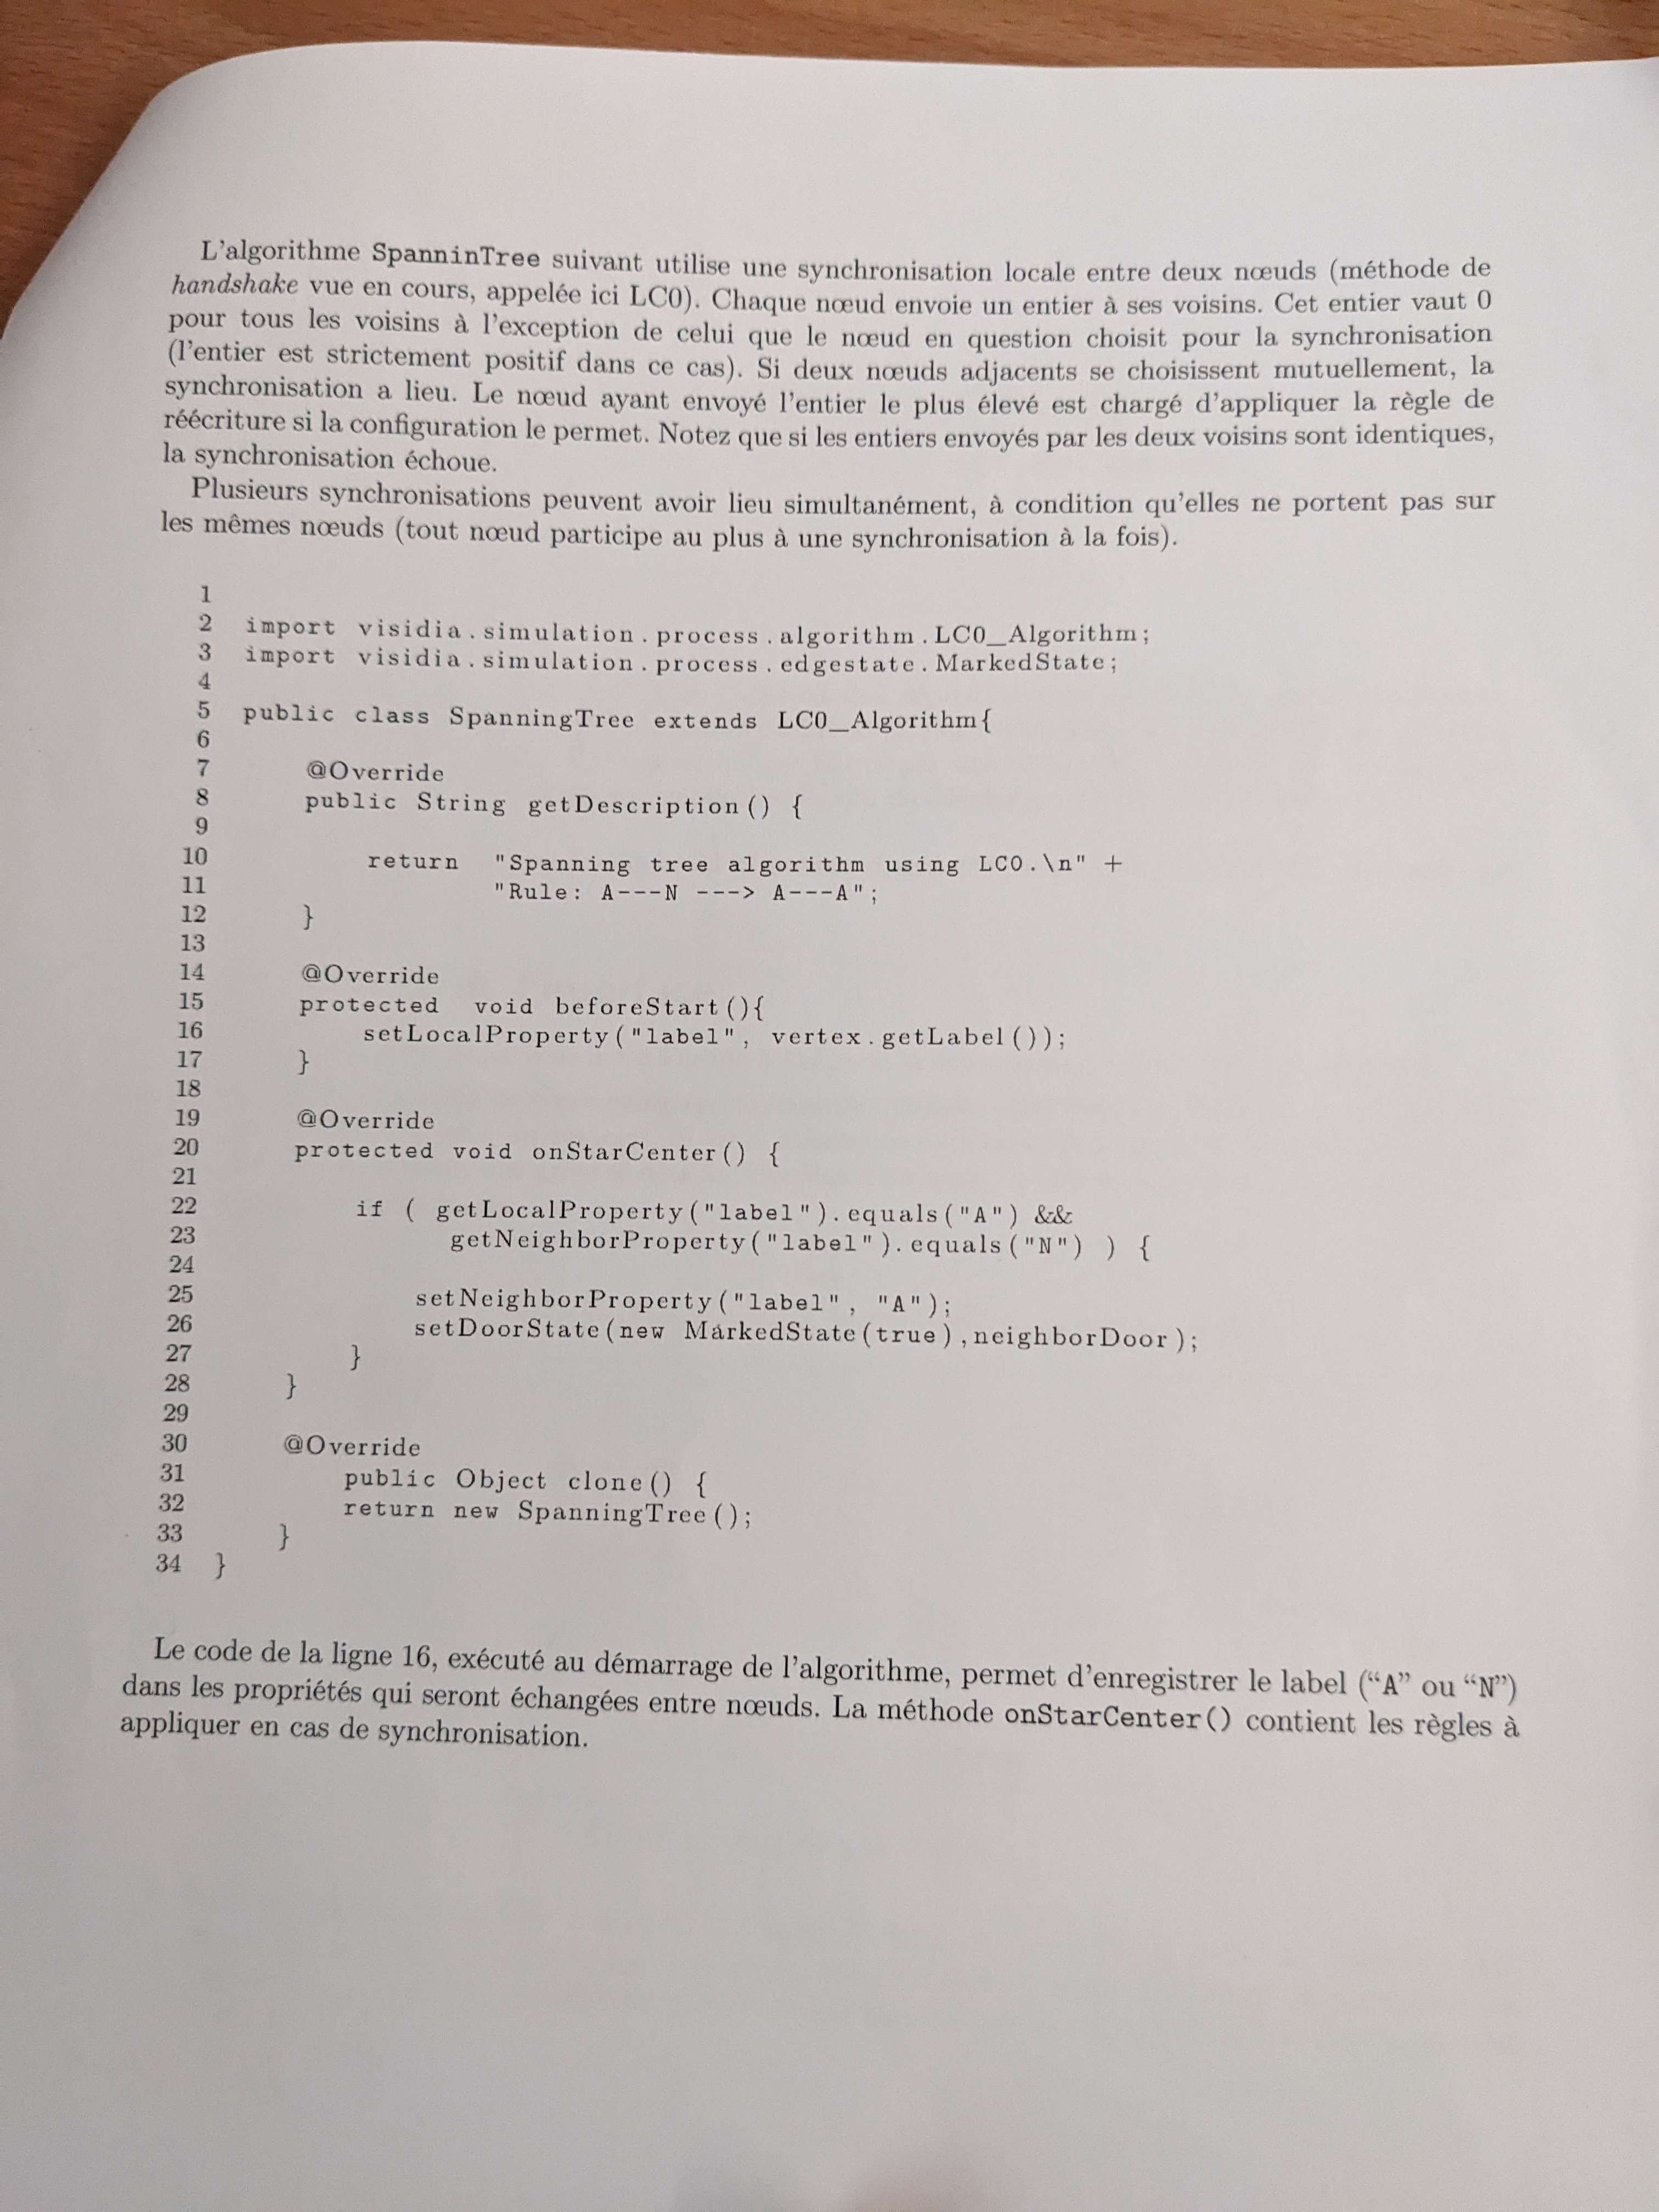 L'algorithme SpanninTree suivant utilise une synchronisation locale entre deux nœuds (méthode de
handshake vue en cours, appelée ici LC0). Chaque nœud envoie un entier à ses voisins. Cet entier vaut 0
pour tous les voisins à l'exception de celui que le nœud en question choisit pour la synchronisation
(l'entier est strictement positif dans ce cas). Si deux nœuds adjacents se choisissent mutuellement, la
synchronisation a lieu. Le nœud ayant envoyé l'entier le plus élevé est chargé d'appliquer la règle de
réécriture si la configuration le permet. Notez que si les entiers envoyés par les deux voisins sont identiques,
la synchronisation échoue.
Plusieurs synchronisations peuvent avoir lieu simultanément, à condition qu'elles ne portent pas sur
les mêmes nœuds (tout nœud participe au plus à une synchronisation à la fois).
1
2 import visidia.simulation.process.algorithm.LC0_Algorithm;
3 import visidia.simulation.process.edgestate.MarkedState;
4
5 public class SpanningTree extends LC0_Algorithm{
6
7 @Override
8 public String getDescription() {
9
10 return "Spanning tree algorithm using LC0.\n" +
11 "Rule: A---N ---> A---A";
12 }
13
14 @Override
15 protected void beforeStart(){
16 setLocalProperty("label", vertex.getLabel());
17 }
18
19 @Override
20 protected void onStarCenter() {
21
22 if ( getLocalProperty("label").equals("A") &&
23 getNeighborProperty("label").equals("N") ) {
24
25 setNeighborProperty("label", "A");
26 setDoorState(new MarkedState(true),neighborDoor);
27 }
28 }
29
30 @Override
31 public Object clone() {
32 return new SpanningTree();
33 }
34 }
Le code de la ligne 16, exécuté au démarrage de l'algorithme, permet d'enregistrer le label (“A” ou “N”)
dans les propriétés qui seront échangées entre nœuds. La méthode onStarCenter() contient les règles à
appliquer en cas de synchronisation.